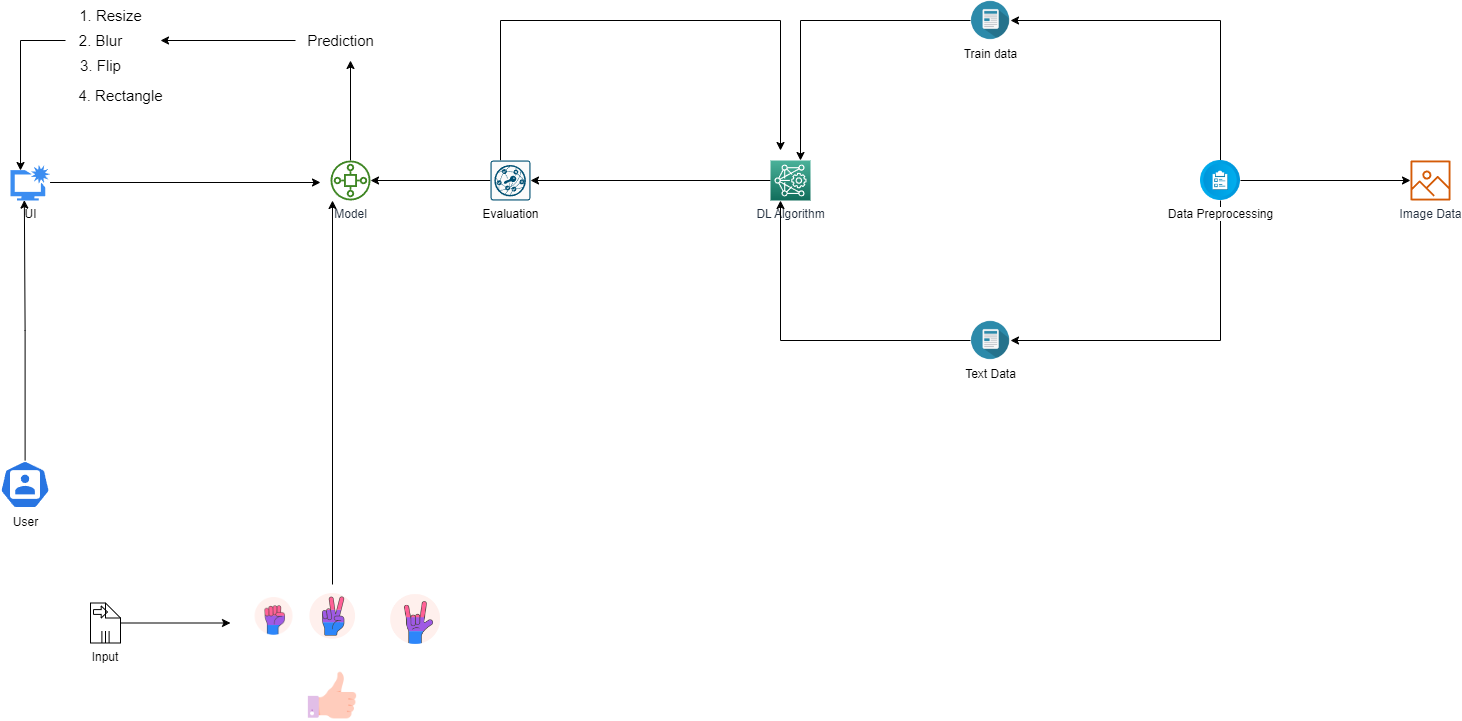 1. Resize
2. Blur
3. Flip
4. Rectangle
Prediction
Train data
UI
Model
Evaluation
DL Algorithm
Data Preprocessing
Image Data
Text Data
User
Input